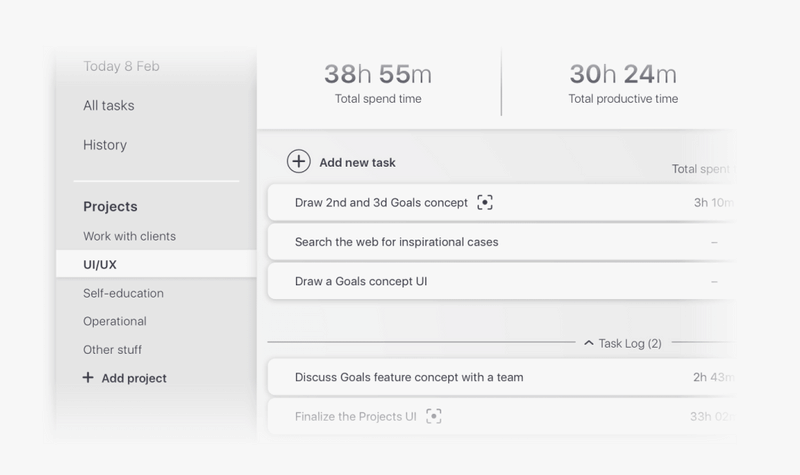 Today 8 Feb
All tasks
History
Projects
Work with clients
UI/UX
Self-education
Operational
Other stuff
+ Add project
38h 55m
Total spend time
30h 24m
Total productive time
Add new task
Total spent
Draw 2nd and 3d Goals concept
3h 10m
Search the web for inspirational cases
–
Draw a Goals concept UI
–
Task Log (2)
Discuss Goals feature concept with a team
2h 43m
Finalize the Projects UI
33h 02m